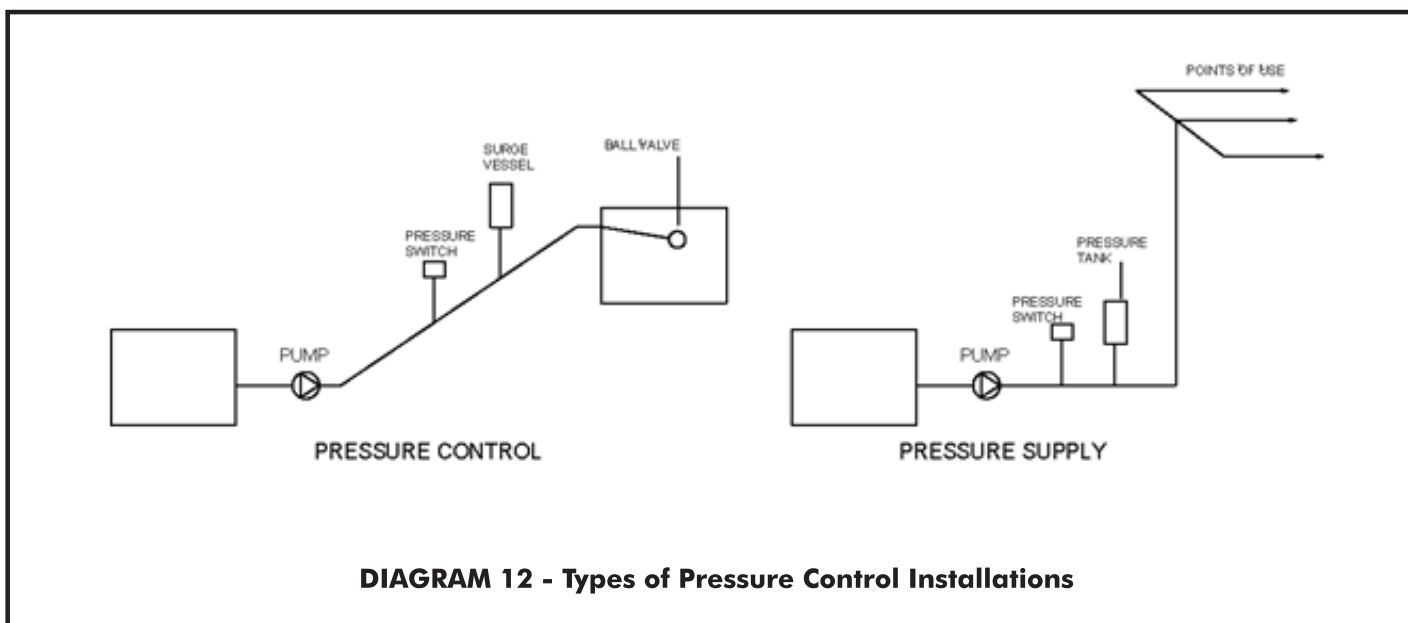 POINTS OF USE
SURGE
VESSEL
BALL VALVE
PRESSURE
SWITCH
PUMP
PRESSURE CONTROL
PRESSURE
TANK
PRESSURE
SWITCH
PUMP
PRESSURE SUPPLY
DIAGRAM 12 - Types of Pressure Control Installations